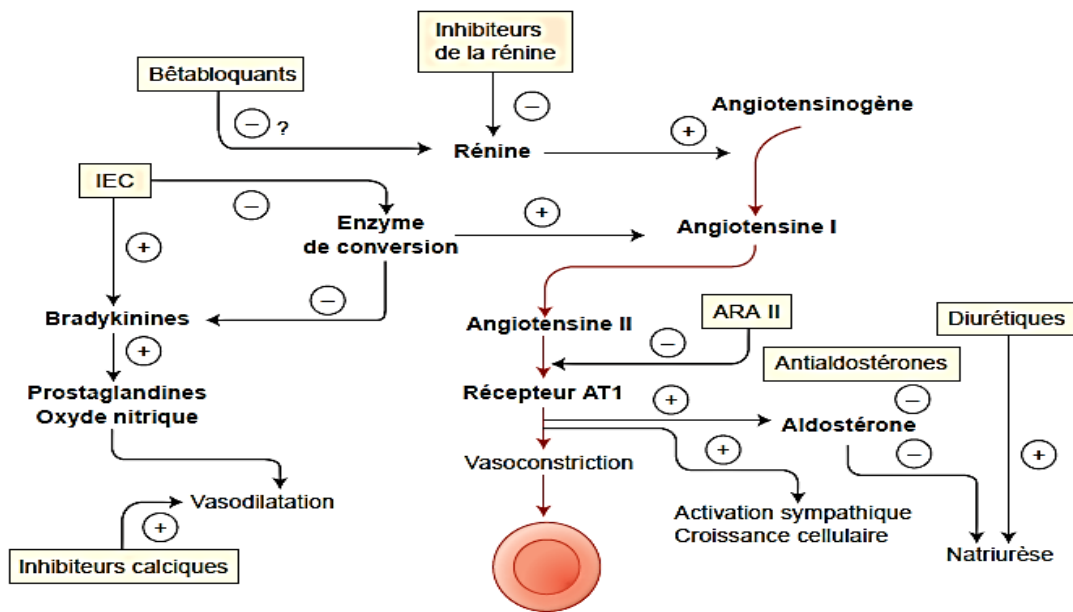 Inhibiteurs
de la rénine
Bêtabloquants
Angiotensinogène
−
− ?
+
Rénine
IEC
−
+
Enzyme
de conversion
Angiotensine I
+
−
ARA II
Diurétiques
Bradykinines
Angiotensine II
+
−
Antialdostérones
Prostaglandines
Oxyde nitrique
Récepteur AT1
+
−
Aldostérone
+
−
+
Vasoconstriction
Vasodilatation
+
Activation sympathique
Croissance cellulaire
Inhibiteurs calciques
Natriurèse